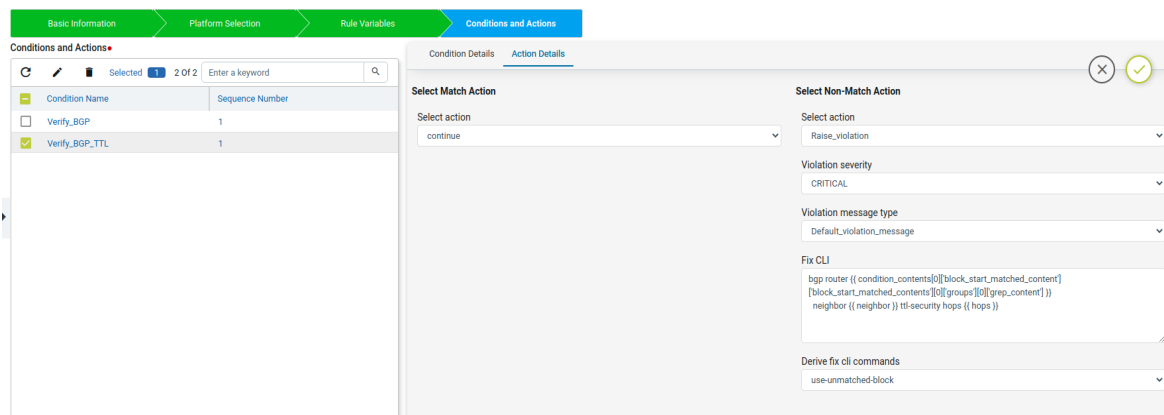 Basic Information
Platform Selection
Rule Variables
Conditions and Actions
Conditions and Actions
Selected 1 2 Of 2 Enter a keyword
Condition Name Sequence Number
Verify_BGP 1
Verify_BGP_TTL 1
Condition Details Action Details
Select Match Action
Select action
continue
Select Non-Match Action
Select action
Raise_violation
Violation severity
CRITICAL
Violation message type
Default_violation_message
Fix CLI
bgp router {{ condition_contents[0]['block_start_matched_content']
['block_start_matched_contents'][0]['groups'][0]['grep_content'] }}
neighbor {{ neighbor }} ttl-security hops {{ hops }}
Derive fix cli commands
use-unmatched-block